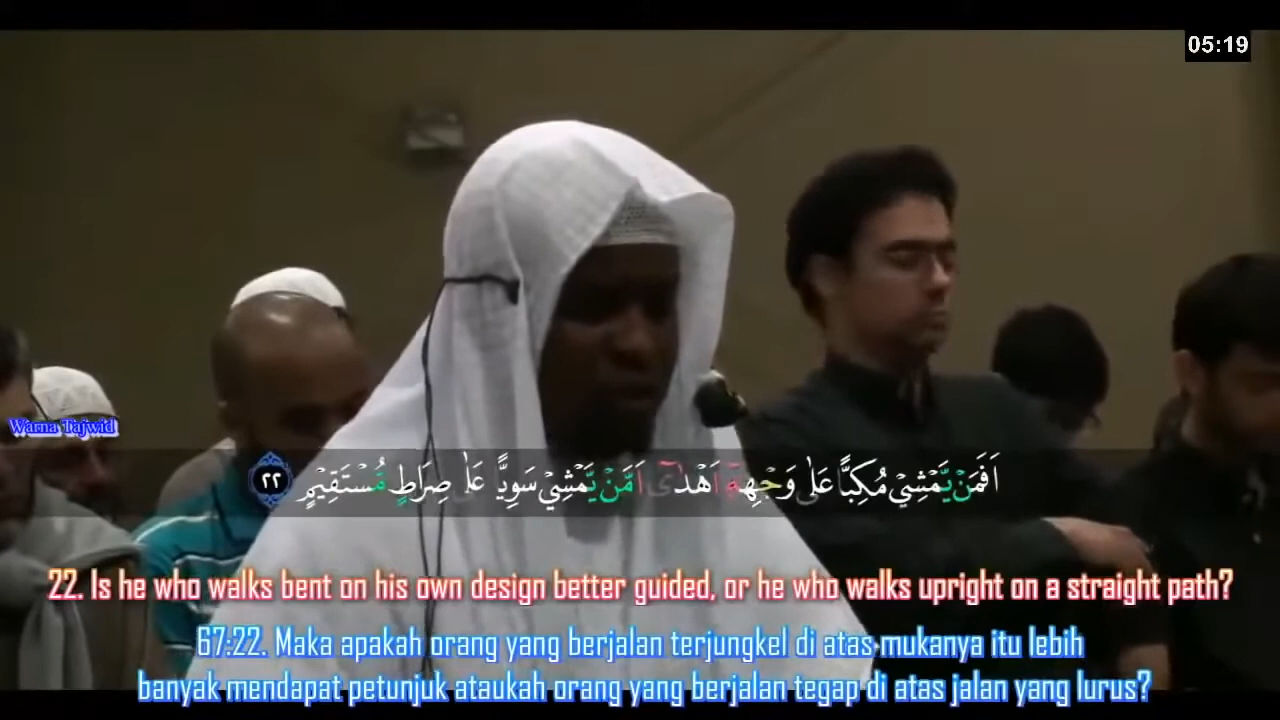 05:19
Warna Tajwid
اَفَمَنْ يَّمْشِيْ مُكِبًّا عَلٰى وَجْهِهٖٓ اَهْدٰىٓ اَمَّنْ يَّمْشِيْ سَوِيًّا عَلٰى صِرَاطٍ مُّسْتَقِيْمٍ ٢٢
22. Is he who walks bent on his own design better guided, or he who walks upright on a straight path?
67:22. Maka apakah orang yang berjalan terjungkel di atas mukanya itu lebih
banyak mendapat petunjuk ataukah orang yang berjalan tegap di atas jalan yang lurus?